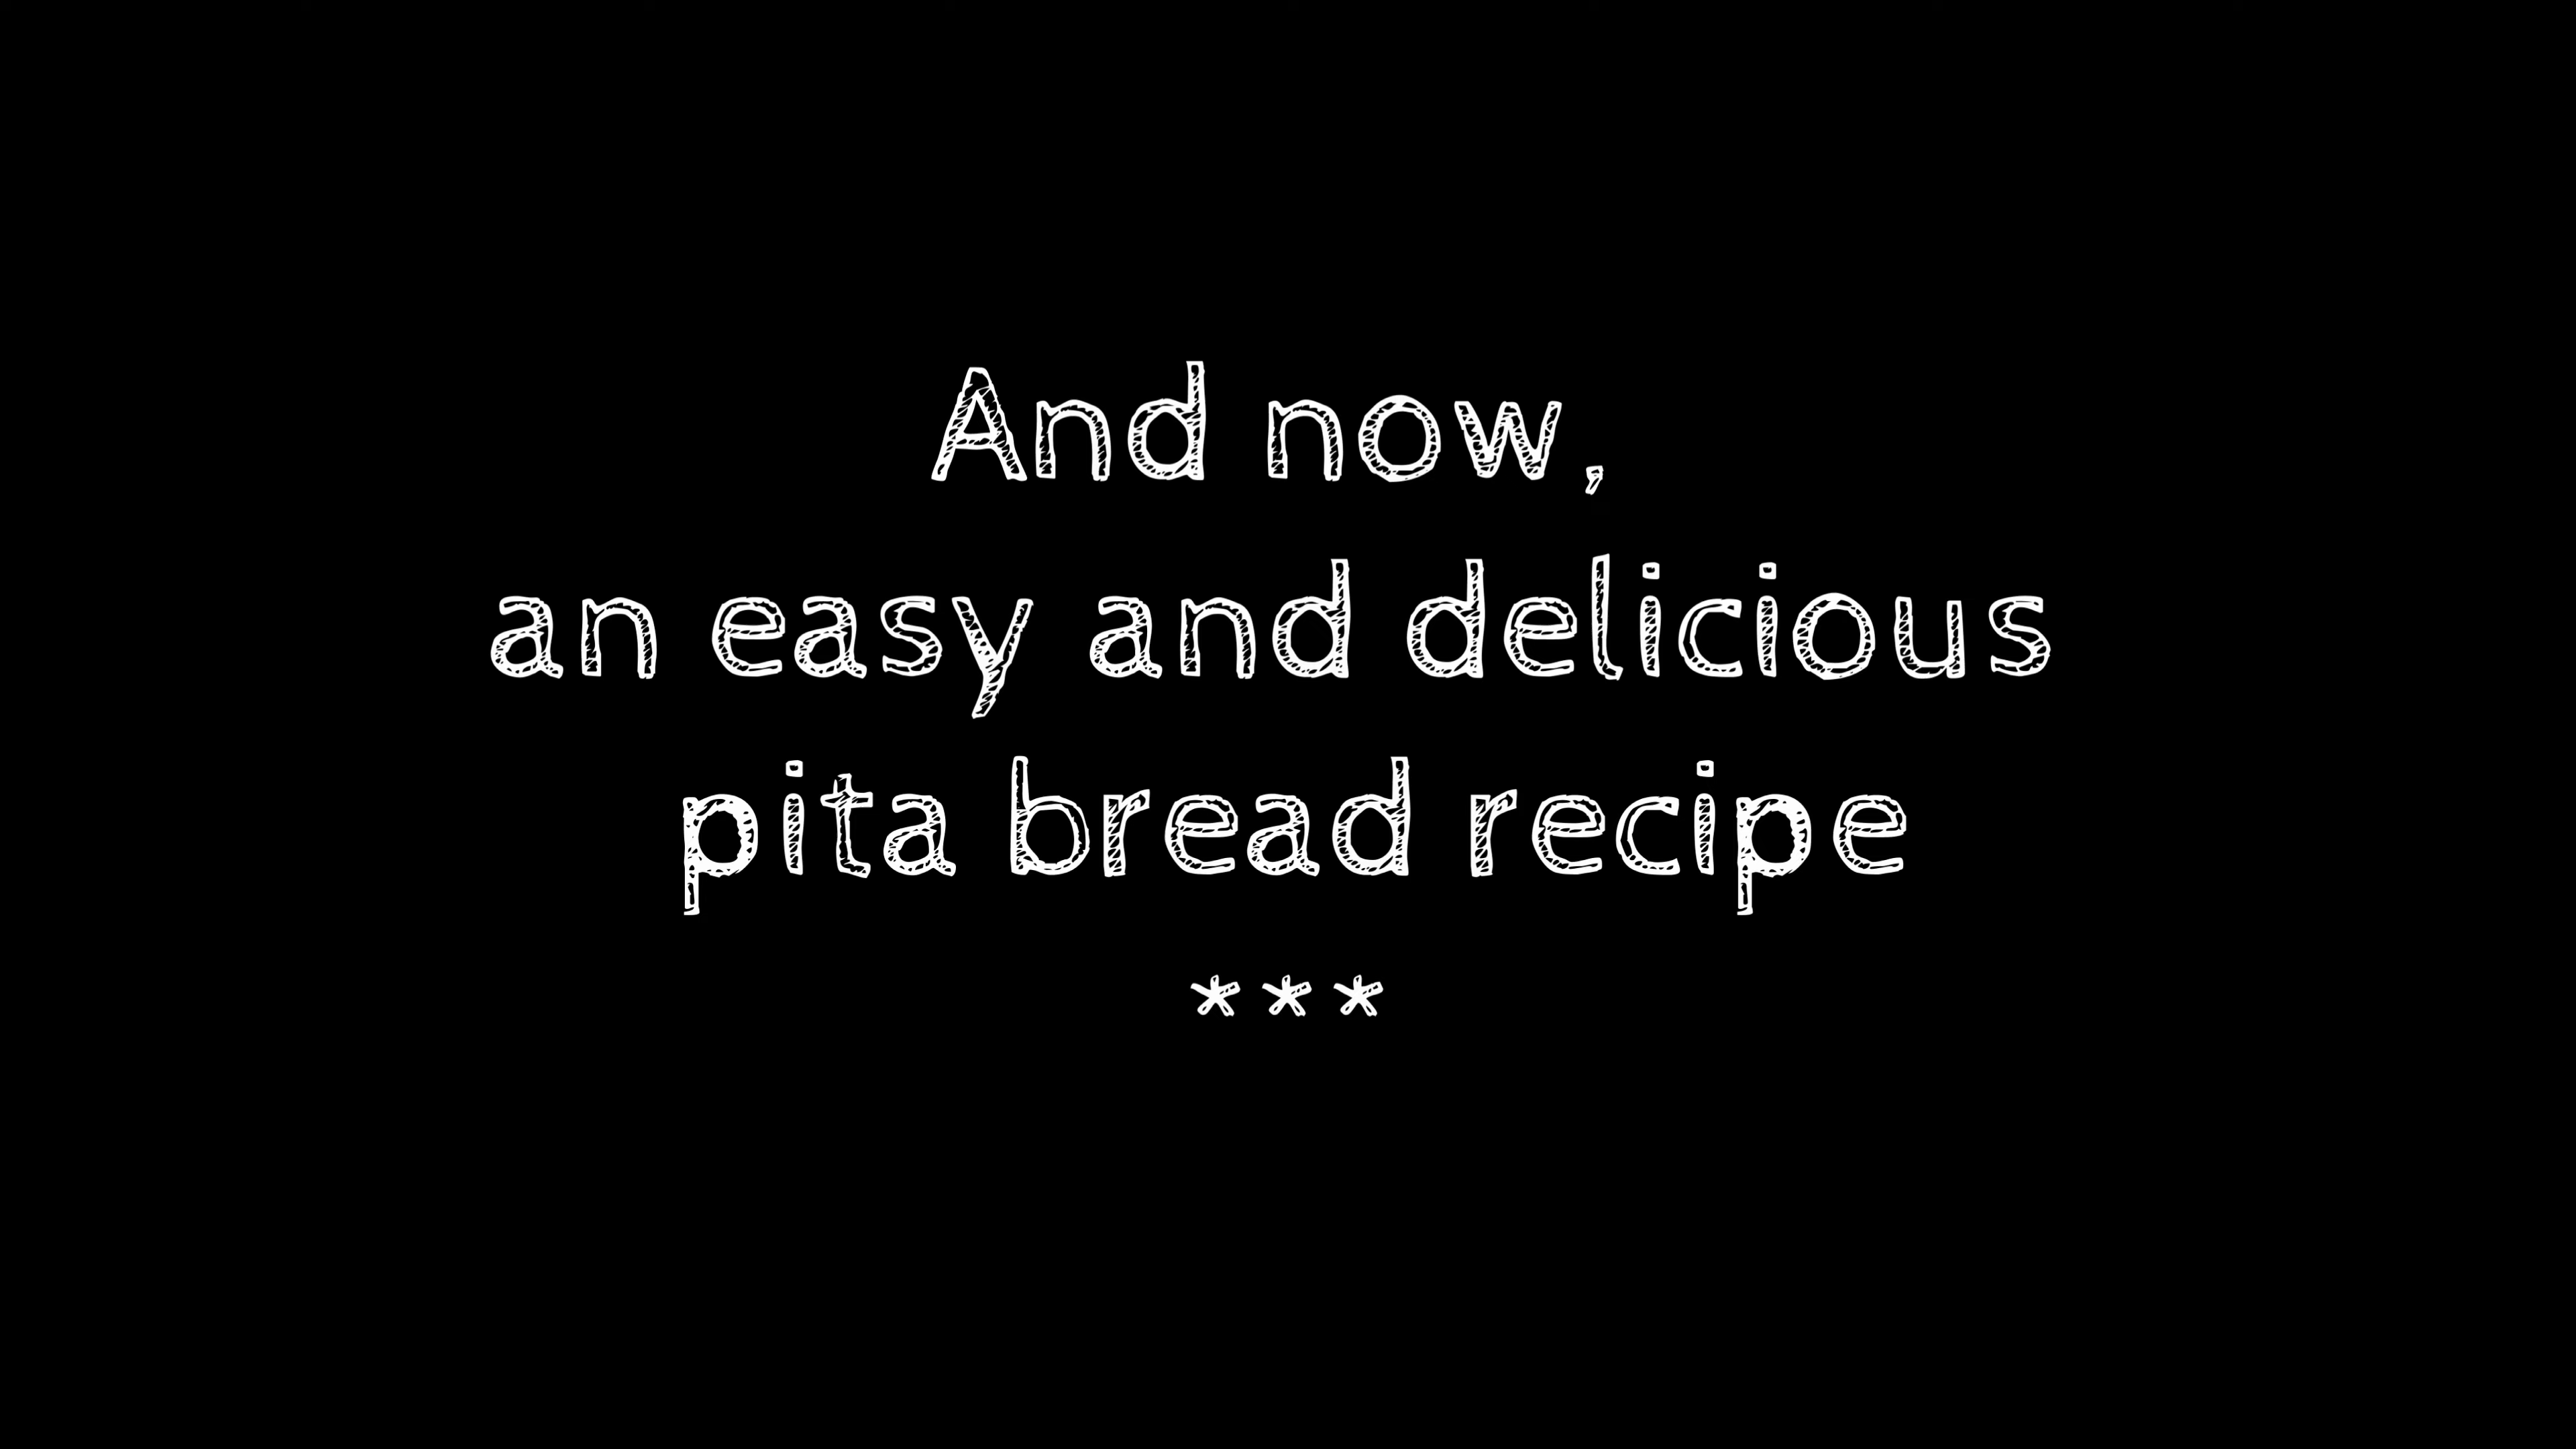 And now,
an easy and delicious
pita bread recipe
***